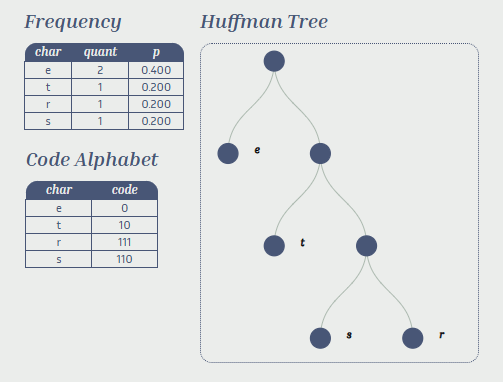 Frequency
char quant p
e 2 0.400
t 1 0.200
r 1 0.200
s 1 0.200
Code Alphabet
char code
e 0
t 10
r 111
s 110
Huffman Tree
e
t
s r